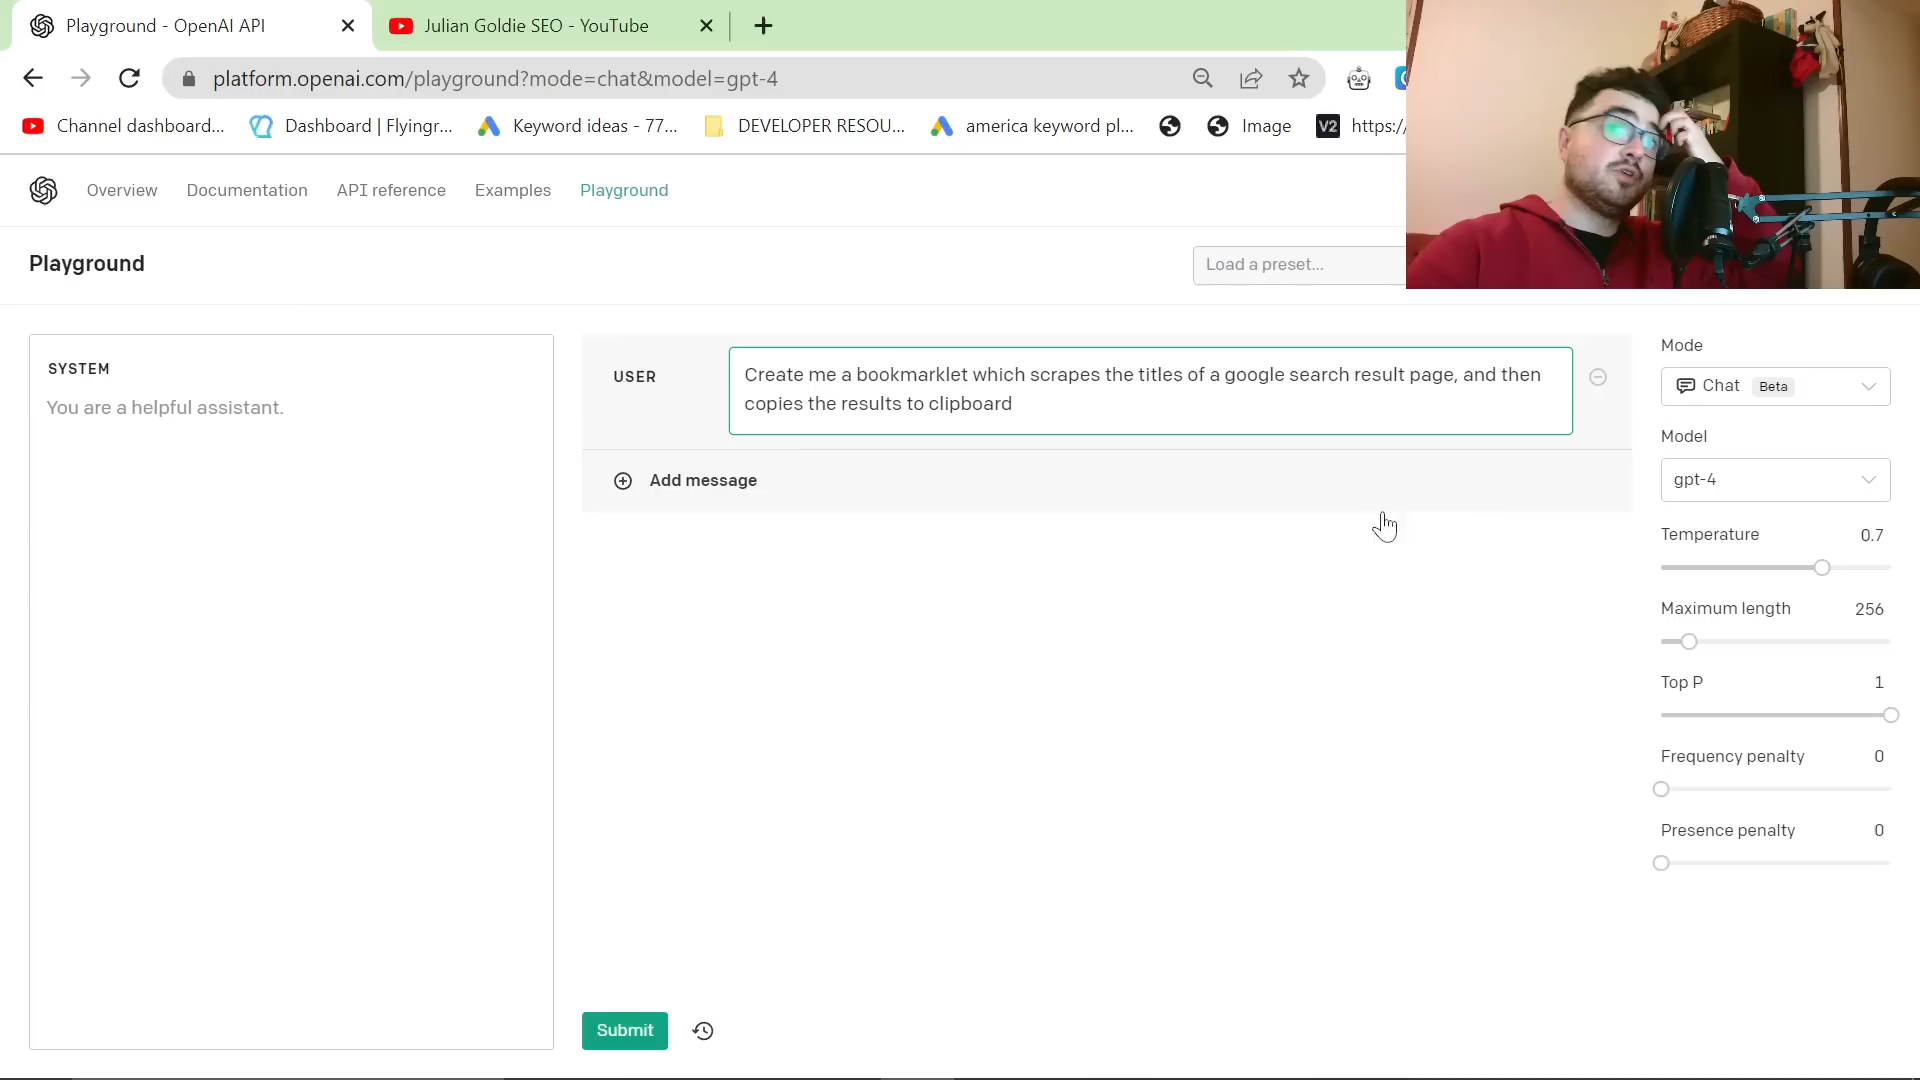 Playground - OpenAI API
Julian Goldie SEO - YouTube
platform.openai.com/playground?mode=chat&model=gpt-4
Channel dashboard...
Dashboard | Flyingr...
Keyword ideas - 77...
DEVELOPER RESOU...
america keyword pl...
Image
V2
https:/
Overview
Documentation
API reference
Examples
Playground
Playground
Load a preset...
SYSTEM
You are a helpful assistant.
USER
Create me a bookmarklet which scrapes the titles of a google search result page, and then
copies the results to clipboard
Add message
Submit
Mode
Chat Beta
Model
gpt-4
Temperature 0.7
Maximum length 256
Top P 1
Frequency penalty 0
Presence penalty 0